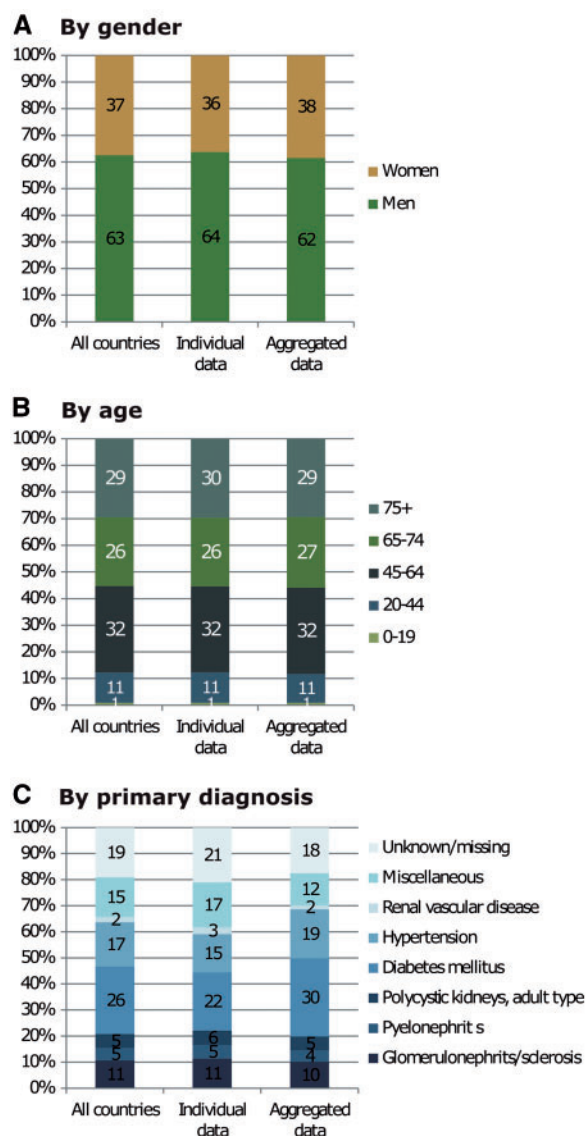 A By gender
100%
90%
80%
70%
60%
50%
40%
30%
20%
10%
0%
37
36
38
63
64
62
Women
Men
All countries
Individual
data
Aggregated
data
B By age
100%
90%
80%
70%
60%
50%
40%
30%
20%
10%
0%
29
30
29
26
26
27
32
32
32
11
11
11
1
1
1
75+
65-74
45-64
20-44
0-19
All countries
Individual
data
Aggregated
data
C By primary diagnosis
100%
90%
80%
70%
60%
50%
40%
30%
20%
10%
0%
19
21
18
15
17
12
2
3
2
17
15
19
26
22
30
5
6
5
5
5
4
11
11
10
Unknown/missing
Miscellaneous
Renal vascular disease
Hypertension
Diabetes mellitus
Polycystic kidneys, adult type
Pyelonephrit s
Glomerulonephrits/sclerosis
All countries
Individual
data
Aggregated
data